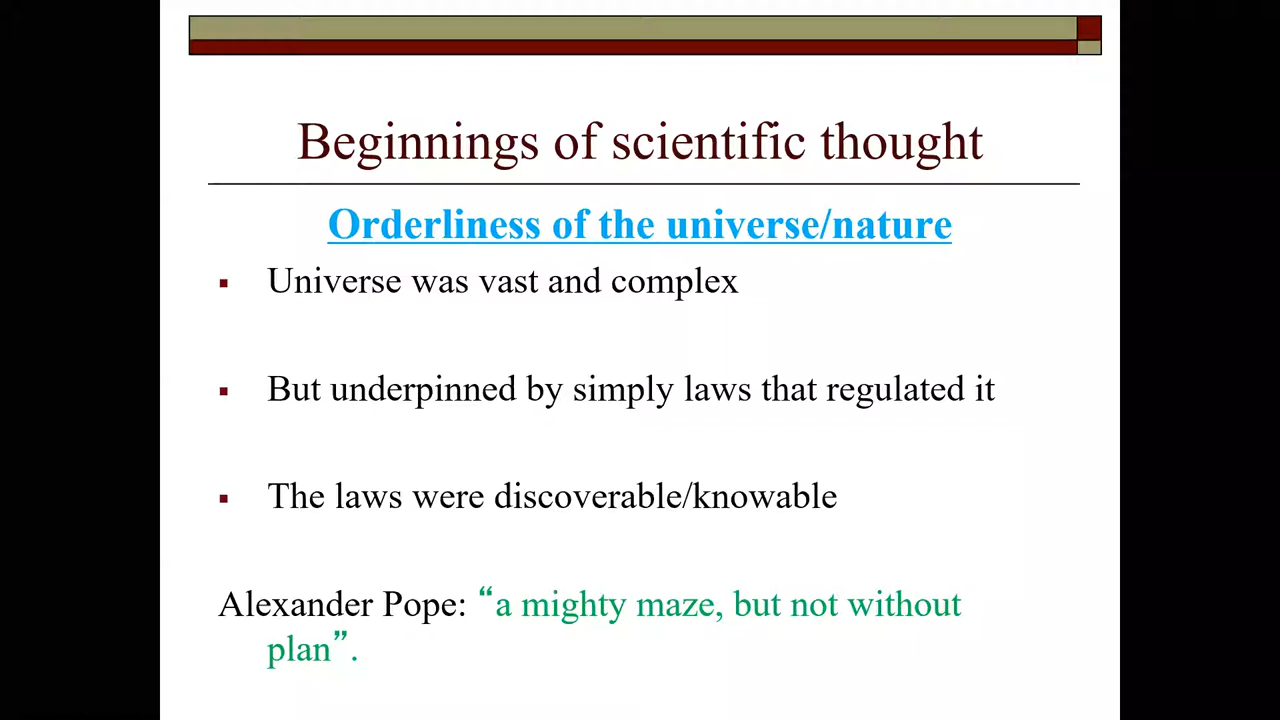 Beginnings of scientific thought
Orderliness of the universe/nature
▪ Universe was vast and complex
▪ But underpinned by simply laws that regulated it
▪ The laws were discoverable/knowable
Alexander Pope: “a mighty maze, but not without
plan”.